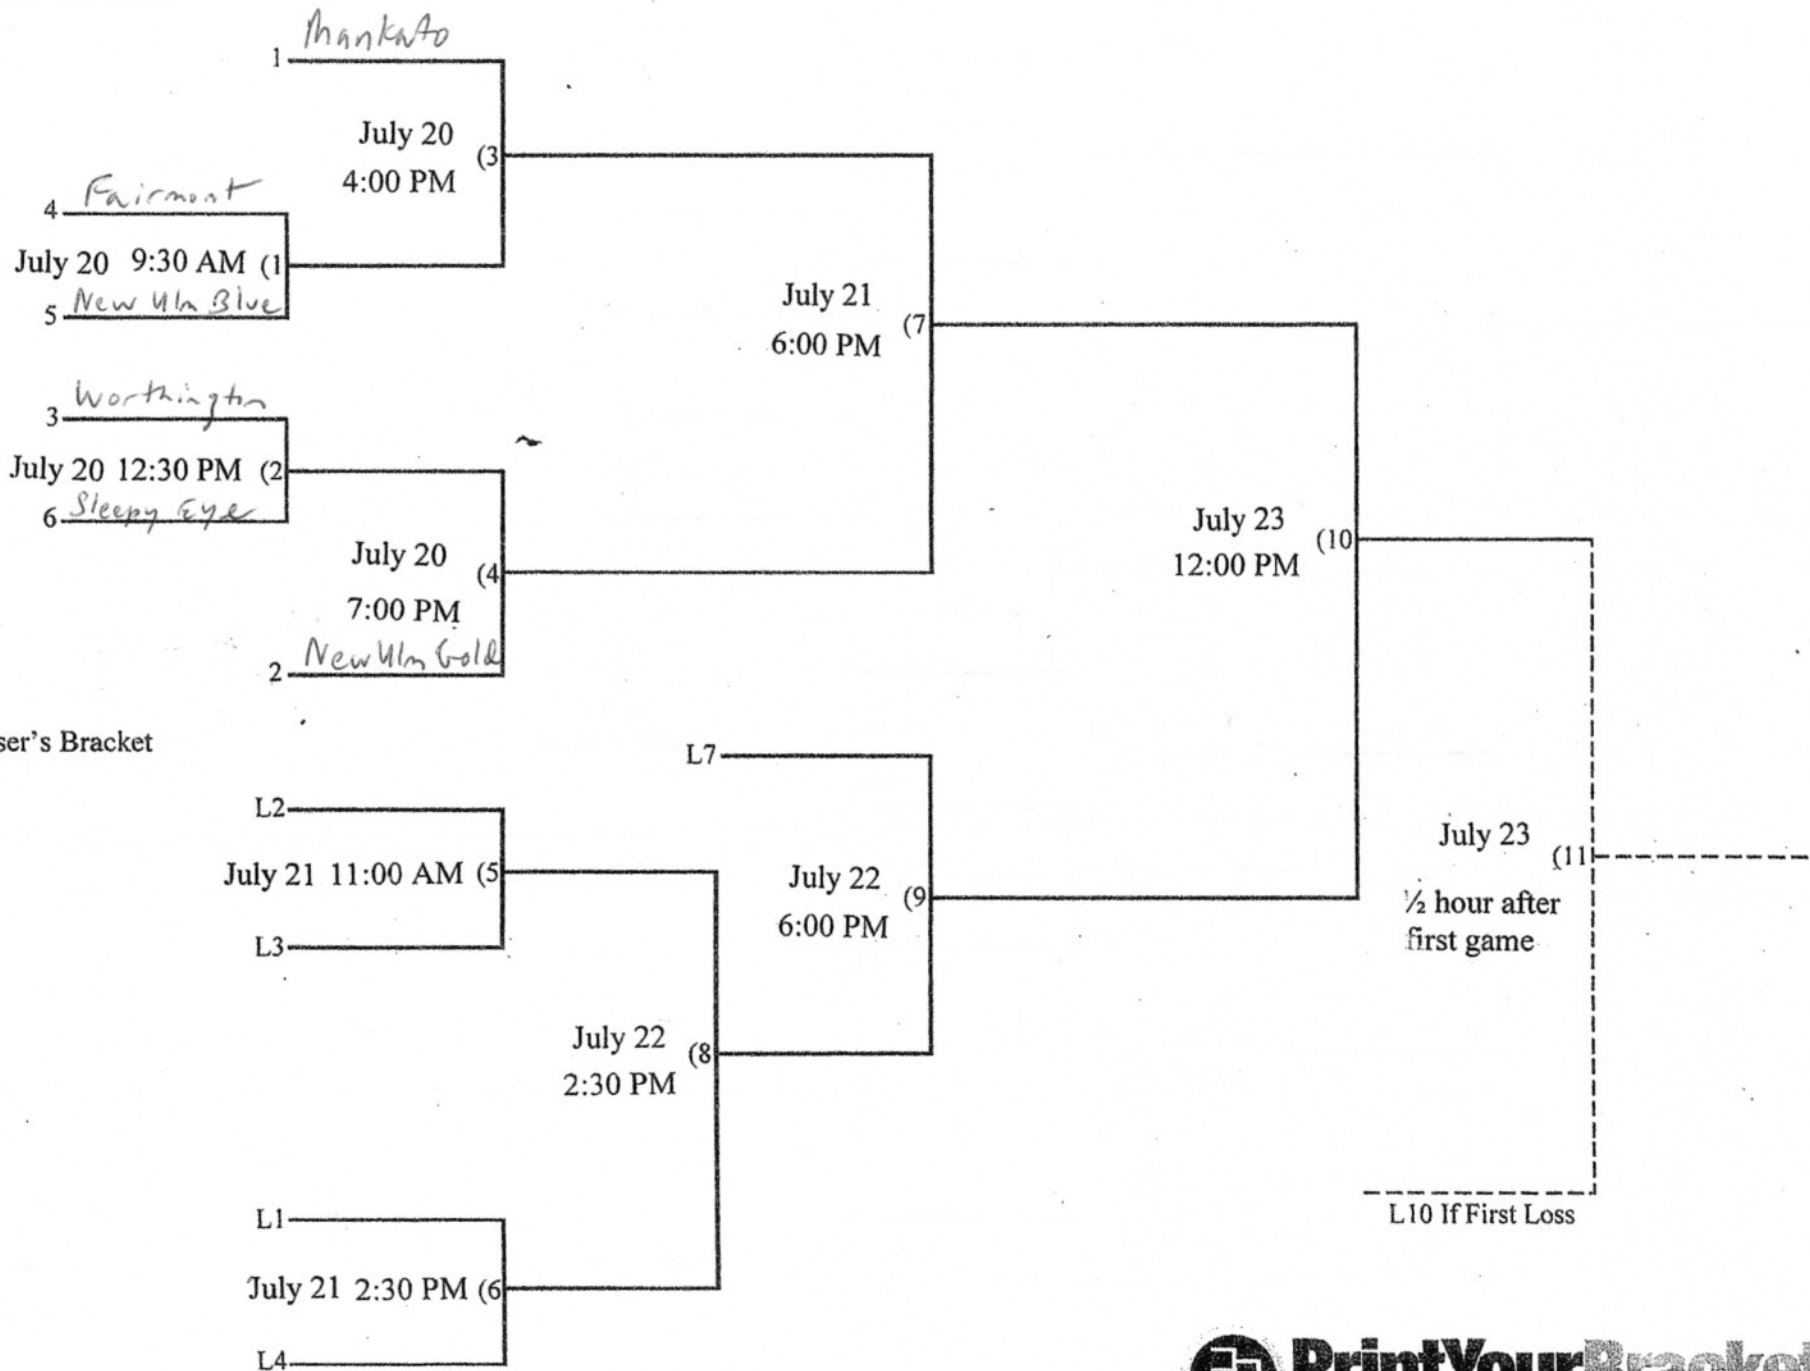 Mankato
1
July 20
(3
4:00 PM
Fairmont
4
July 20 9:30 AM (1
New Ulm Blue
5
July 21
(7
6:00 PM
Worthington
3
July 20 12:30 PM (2
Sleepy Eye
6
July 20
(4
7:00 PM
New Ulm Gold
2
July 23
(10
12:00 PM
ser's Bracket
L7
L2
July 21 11:00 AM (5
L3
July 22
(9
6:00 PM
July 23
(11
½ hour after
first game
July 22
(8
2:30 PM
L10 If First Loss
L1
July 21 2:30 PM (6
L4
PrintYourBracket